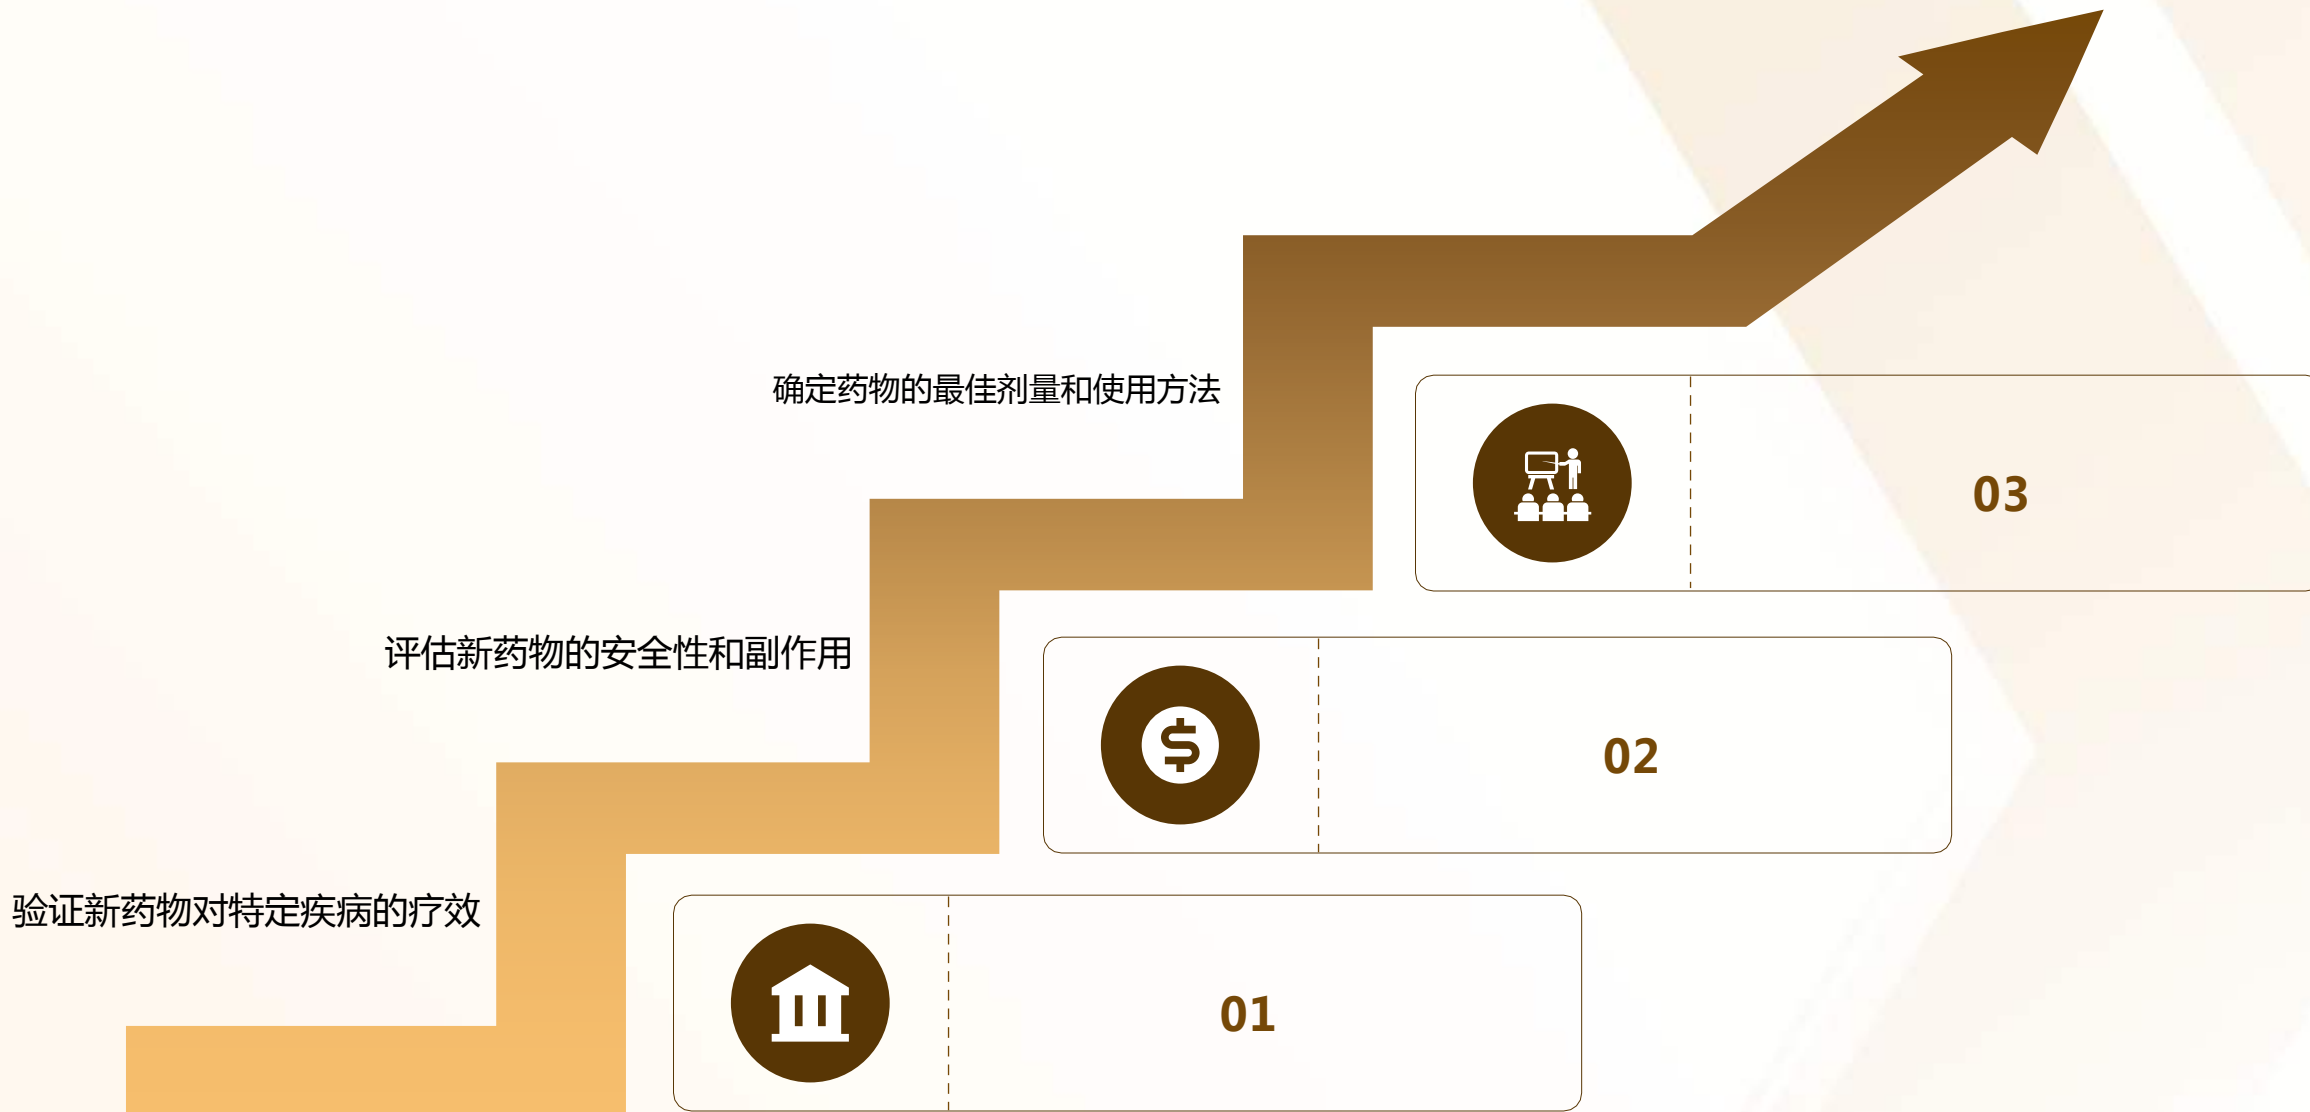 确定药物的最佳剂量和使用方法
03
评估新药物的安全性和副作用
02
验证新药物对特定疾病的疗效
01